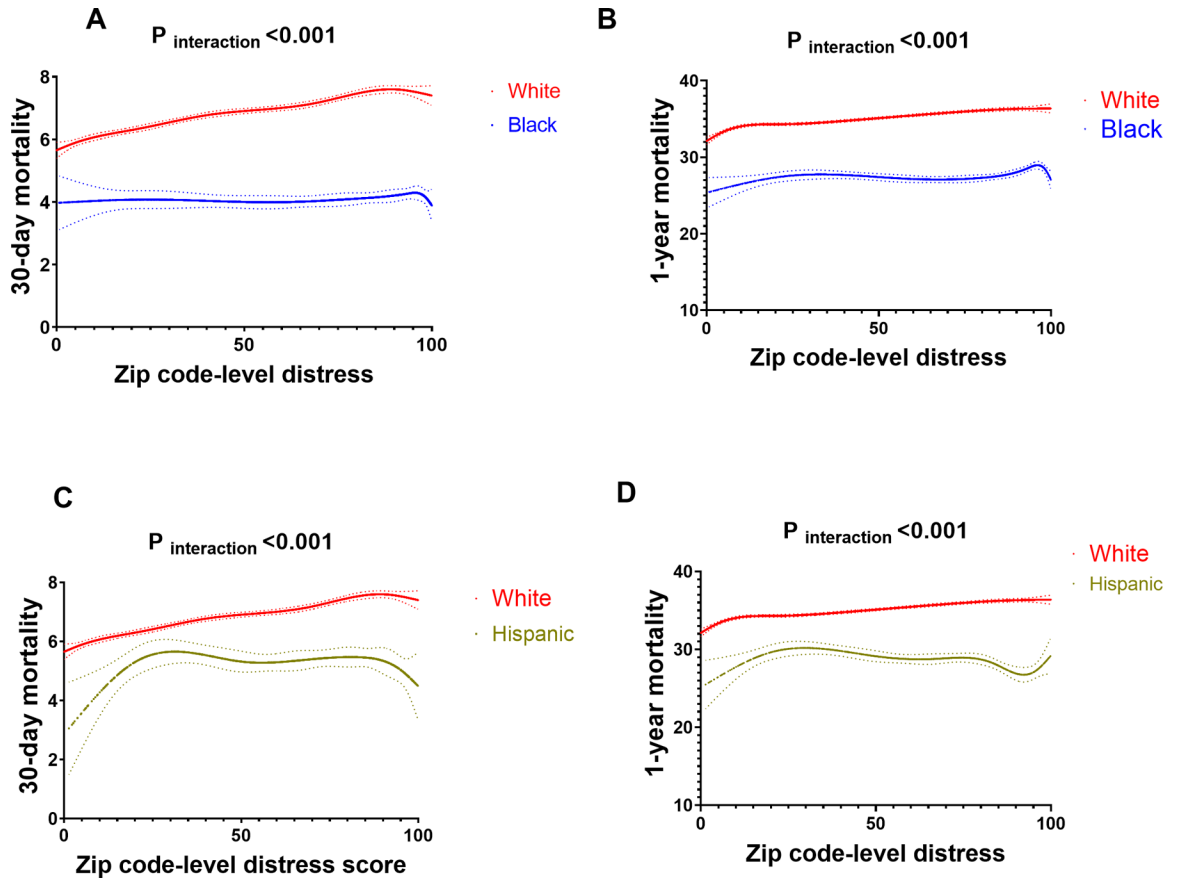 A
P interaction <0.001
8
6
4
2
0
0
50
100
30-day mortality
Zip code-level distress
White
Black
B
P interaction <0.001
40
30
20
10
0
50
100
1-year mortality
Zip code-level distress
White
Black
C
P interaction <0.001
8
6
4
2
0
0
50
100
30-day mortality
Zip code-level distress score
White
Hispanic
D
P interaction <0.001
40
30
20
10
0
50
100
1-year mortality
Zip code-level distress
White
Hispanic